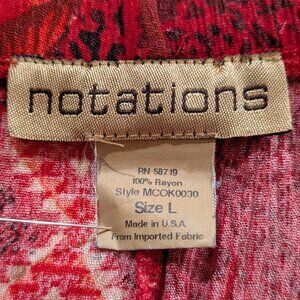 notations
RN 58719
100% Rayon
Style MCOK0030
Size L
Made in U.S.A.
From Imported Fabric